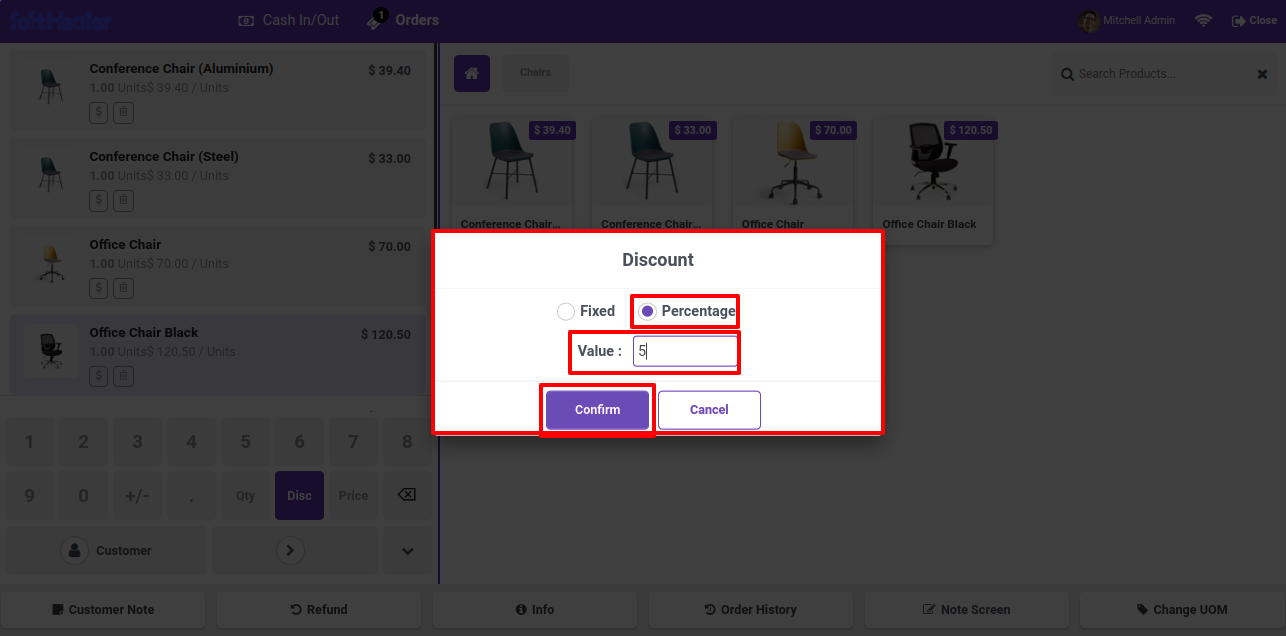 SoftHealer
Cash In/Out
1
Orders
Mitchell Admin
Close
Conference Chair (Aluminium)
$ 39.40
1.00 Units$ 39.40 / Units
$
Conference Chair (Steel)
$ 33.00
1.00 Units$ 33.00 / Units
$
Office Chair
$ 70.00
1.00 Units$ 70.00 / Units
$
Office Chair Black
$ 120.50
1.00 Units$ 120.50 / Units
$
Chairs
Search Products...
$ 39.40
$ 33.00
$ 70.00
$ 120.50
Conference Chair...
Conference Chair...
Office Chair
Office Chair Black
Discount
Fixed
Percentage
Value :
5
Confirm
Cancel
1 2 3 4 5 6 7 8
9 0 +/- . Qty Disc Price
Customer
Customer Note
Refund
Info
Order History
Note Screen
Change UOM